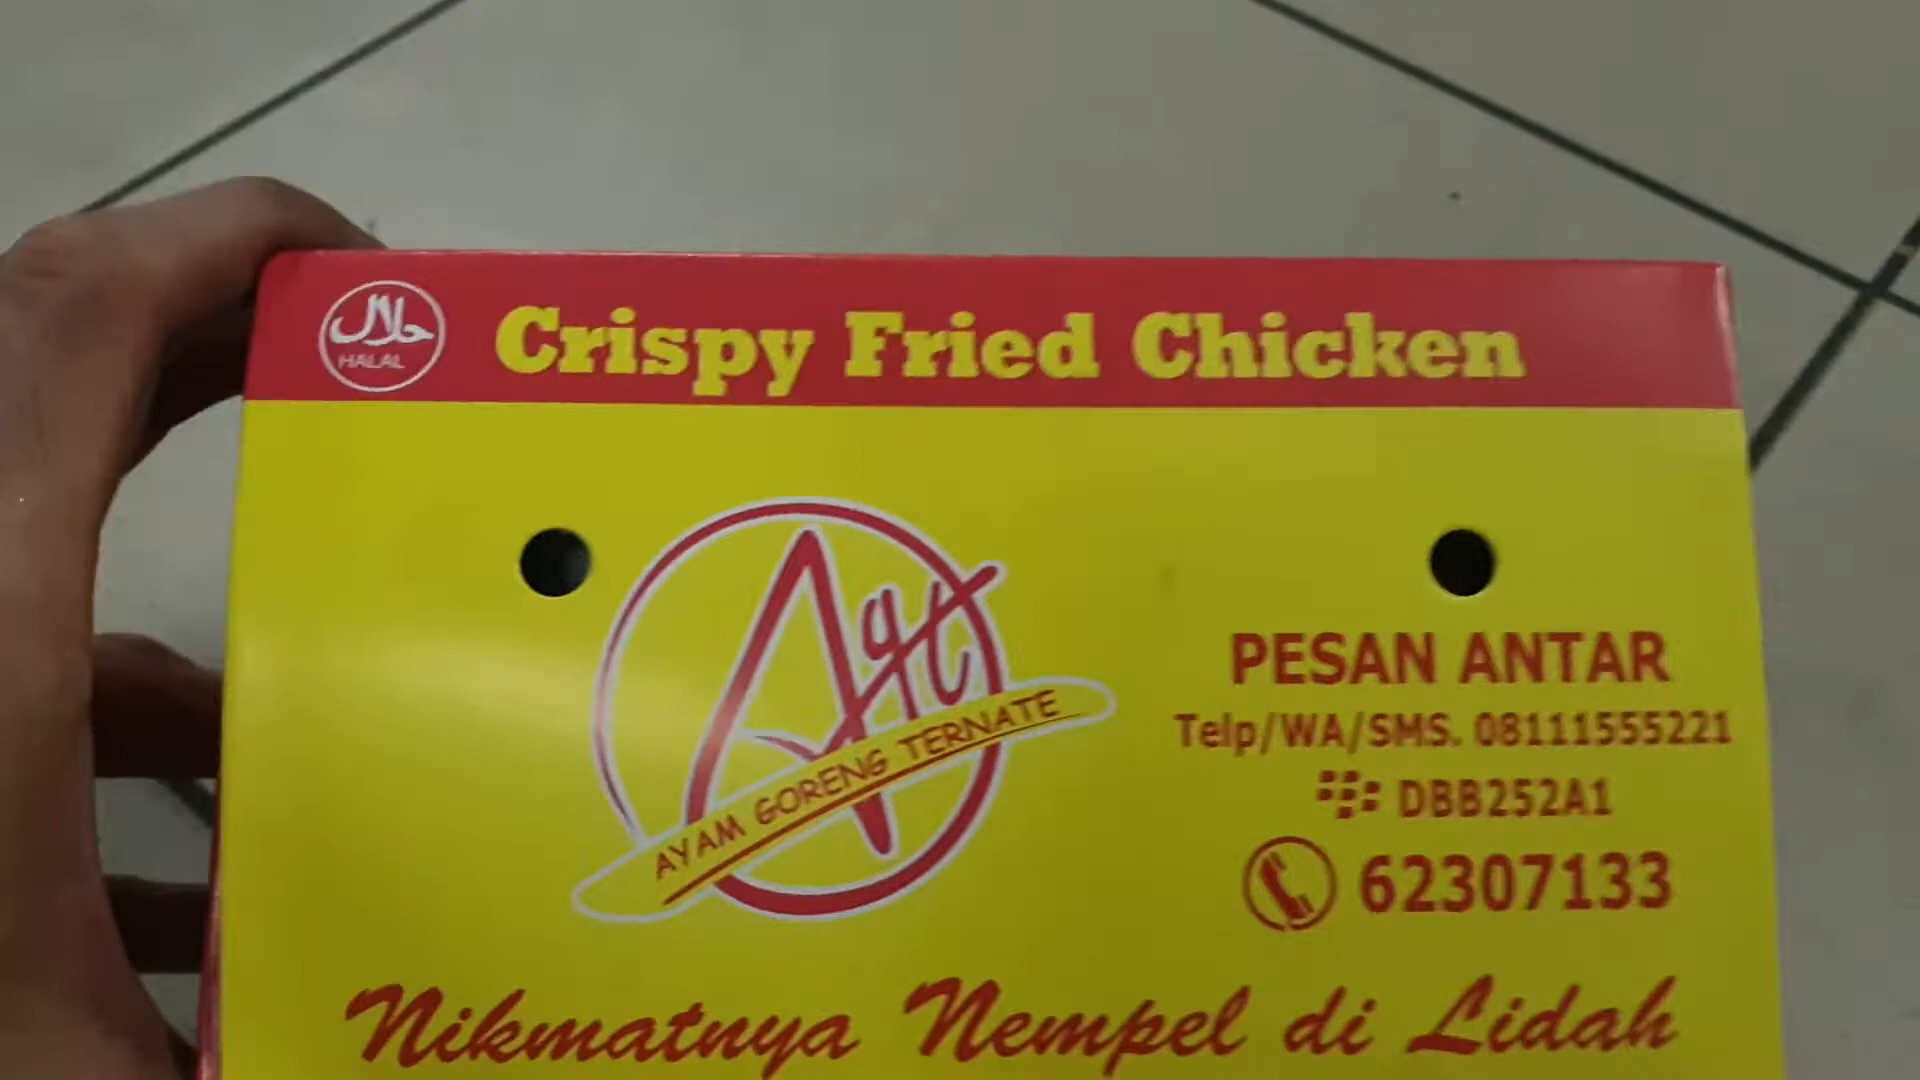 حلال
HALAL
Crispy Fried Chicken
Agt
AYAM GORENG TERNATE
PESAN ANTAR
Telp/WA/SMS. 08111555221
DBB252A1
62307133
Nikmatnya Nempel di Lidah